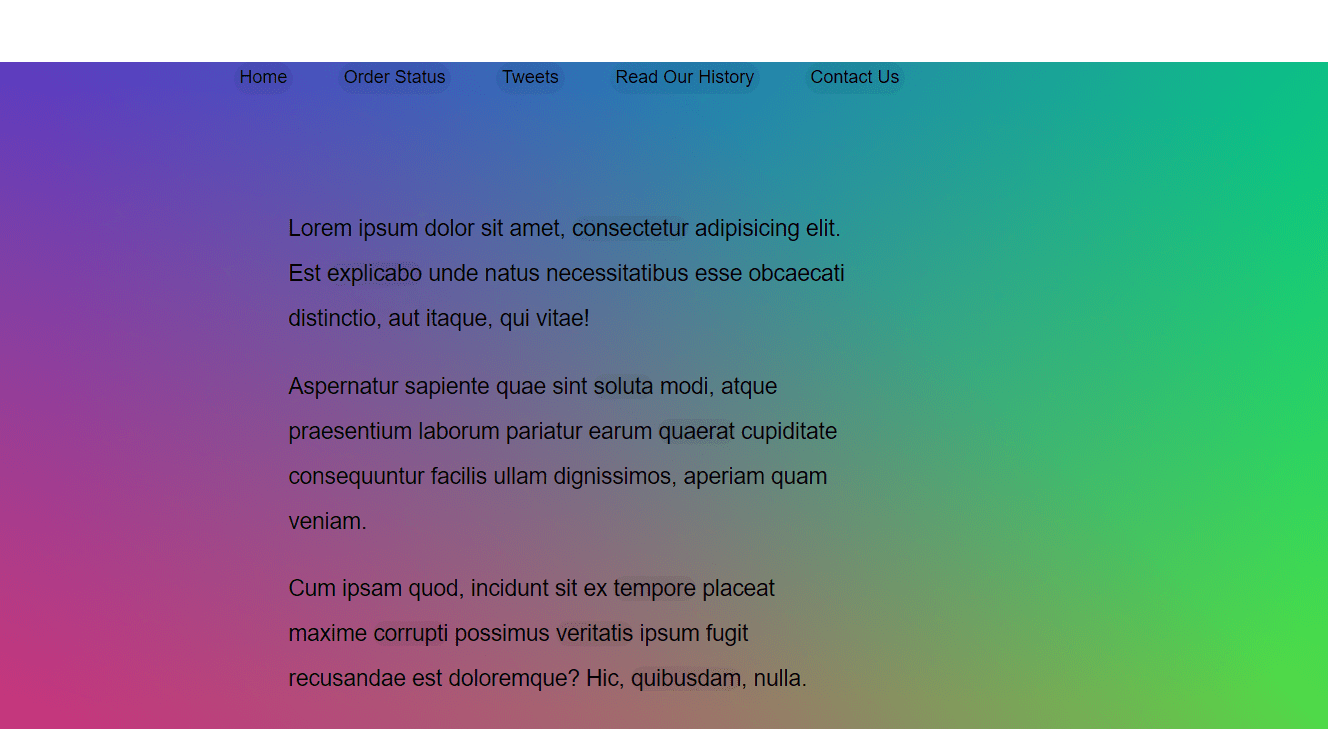 Home Order Status Tweets Read Our History Contact Us
Lorem ipsum dolor sit amet, consectetur adipisicing elit.
Est explicabo unde natus necessitatibus esse obcaecati
distinctio, aut itaque, qui vitae!
Aspernatur sapiente quae sint soluta modi, atque
praesentium laborum pariatur earum quaerat cupiditate
consequuntur facilis ullam dignissimos, aperiam quam
veniam.
Cum ipsam quod, incidunt sit ex tempore placeat
maxime corrupti possimus veritatis ipsum fugit
recusandae est doloremque? Hic, quibusdam, nulla.